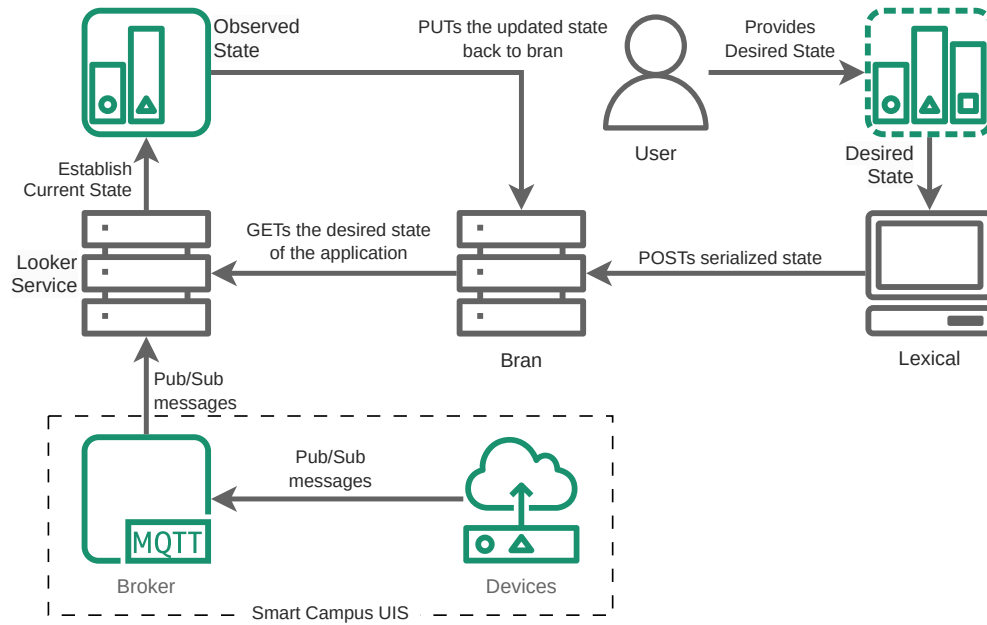 Observed
State
PUTs the updated state
back to bran
Provides
Desired State
User
Desired
State
Establish
Current State
GETs the desired state
of the application
Looker
Service
POSTs serialized state
Bran
Lexical
Pub/Sub
messages
Pub/Sub
messages
MQTT
Broker
Devices
Smart Campus UIS